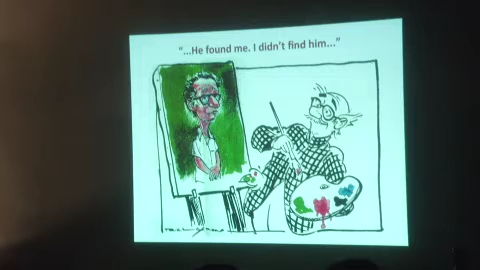 “...He found me. I didn’t find him...”